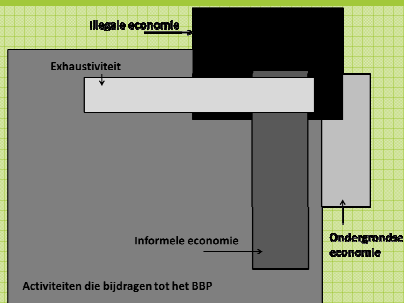 Illegale economie
Exhaustiviteit
Informele economie
Ondergrondse
economie
Activiteiten die bijdragen tot het BBP